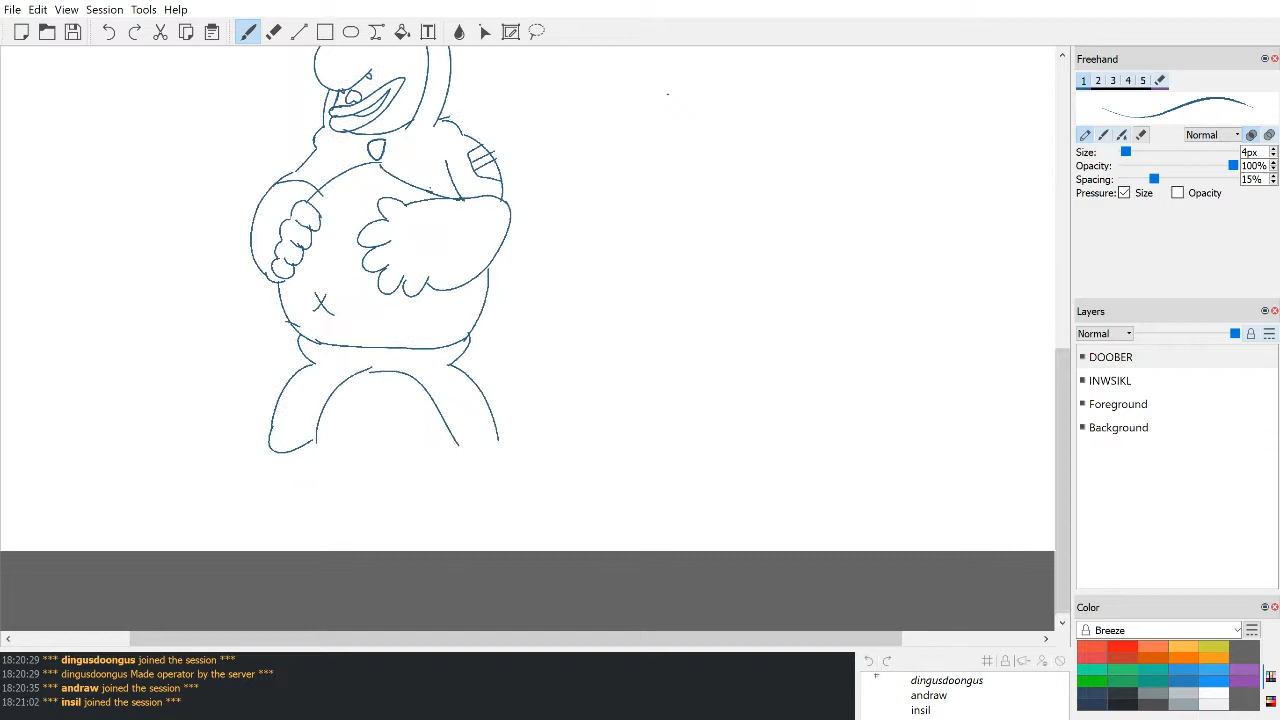 File Edit View Session Tools Help
Freehand
1 2 3 4 5
Normal
Size: 4px
Opacity: 100%
Spacing: 15%
Pressure: Size Opacity
Layers
Normal
DOOBER
INWSIKL
Foreground
Background
Color
Breeze
18:20:29 *** dingusdoongus joined the session ***
18:20:29 *** dingusdoongus Made operator by the server ***
18:20:35 *** andraw joined the session ***
18:21:02 *** insil joined the session ***
dingusdoongus
andraw
insil